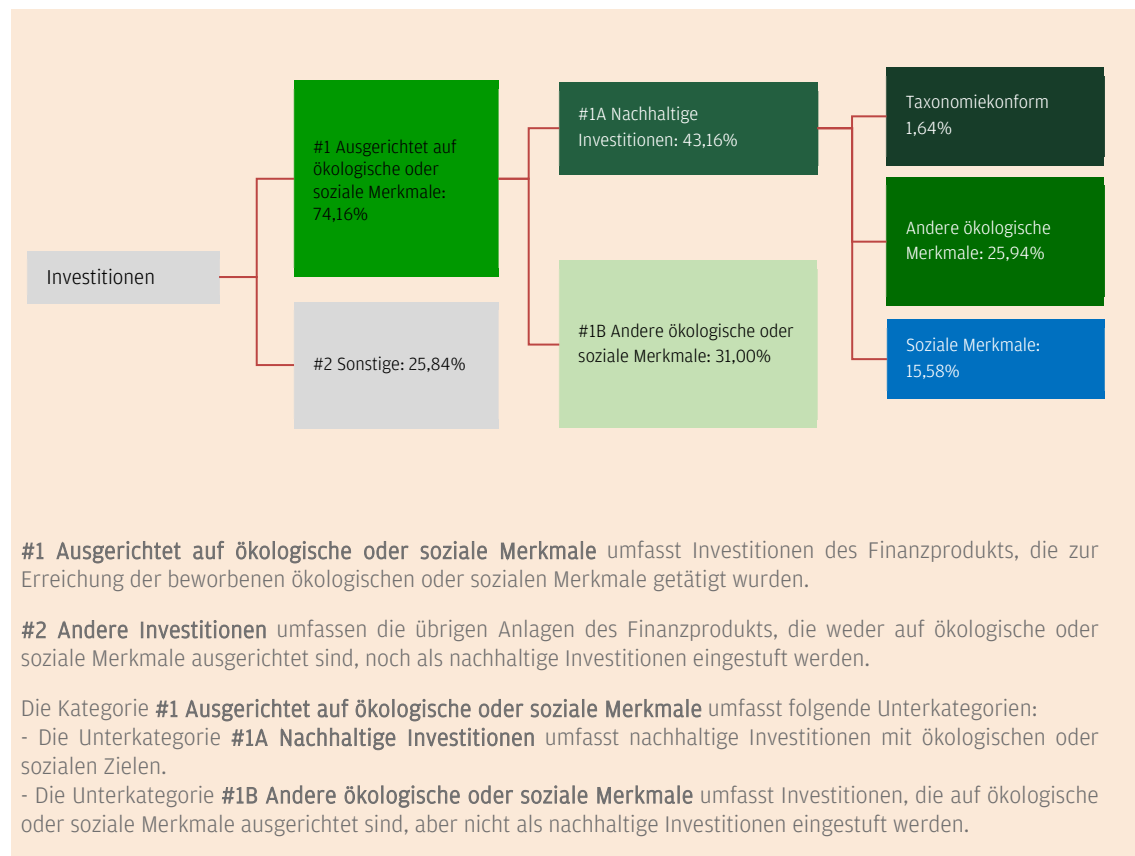 Investitionen
#1 Ausgerichtet auf
ökologische oder
soziale Merkmale:
74,16%
#2 Sonstige: 25,84%
#1A Nachhaltige
Investitionen: 43,16%
#1B Andere ökologische oder
soziale Merkmale: 31,00%
Taxonomiekonform
1,64%
Andere ökologische
Merkmale: 25,94%
Soziale Merkmale:
15,58%
#1 Ausgerichtet auf ökologische oder soziale Merkmale umfasst Investitionen des Finanzprodukts, die zur
Erreichung der beworbenen ökologischen oder sozialen Merkmale getätigt wurden.
#2 Andere Investitionen umfassen die übrigen Anlagen des Finanzprodukts, die weder auf ökologische oder
soziale Merkmale ausgerichtet sind, noch als nachhaltige Investitionen eingestuft werden.
Die Kategorie #1 Ausgerichtet auf ökologische oder soziale Merkmale umfasst folgende Unterkategorien:
- Die Unterkategorie #1A Nachhaltige Investitionen umfasst nachhaltige Investitionen mit ökologischen oder
sozialen Zielen.
- Die Unterkategorie #1B Andere ökologische oder soziale Merkmale umfasst Investitionen, die auf ökologische
oder soziale Merkmale ausgerichtet sind, aber nicht als nachhaltige Investitionen eingestuft werden.